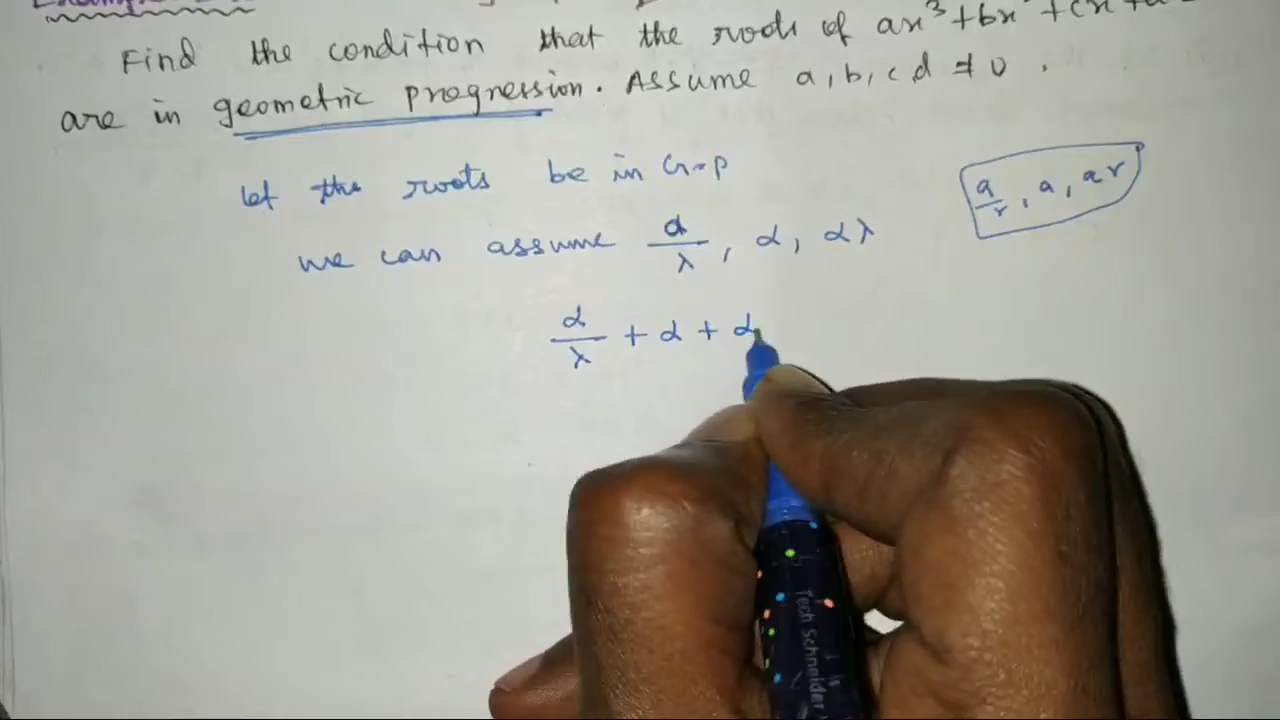 Find the condition that the roots of ax³+bx² + cx +d =
are in geometric progression. Assume a, b, c d ≠ 0 .
let the roots be in G.P
a/r, a, ar
we can assume α/λ, α, αλ
α/λ + α + α
Tech Schneider